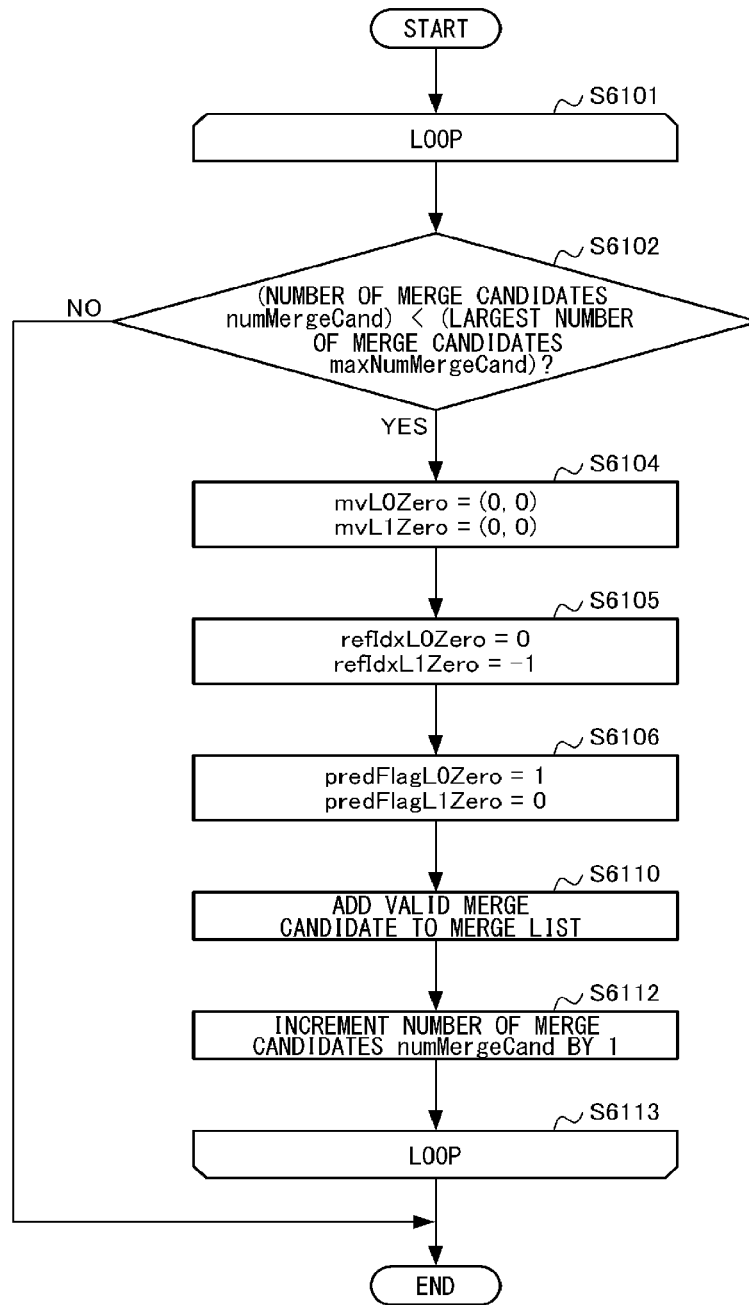 START
S6101
LOOP
S6102
NO
(NUMBER OF MERGE CANDIDATES
numMergeCand) < (LARGEST NUMBER
OF MERGE CANDIDATES
maxNumMergeCand)?
YES
S6104
mvL0Zero = (0, 0)
mvL1Zero = (0, 0)
S6105
refIdxL0Zero = 0
refIdxL1Zero = -1
S6106
predFlagL0Zero = 1
predFlagL1Zero = 0
S6110
ADD VALID MERGE
CANDIDATE TO MERGE LIST
S6112
INCREMENT NUMBER OF MERGE
CANDIDATES numMergeCand BY 1
S6113
LOOP
END